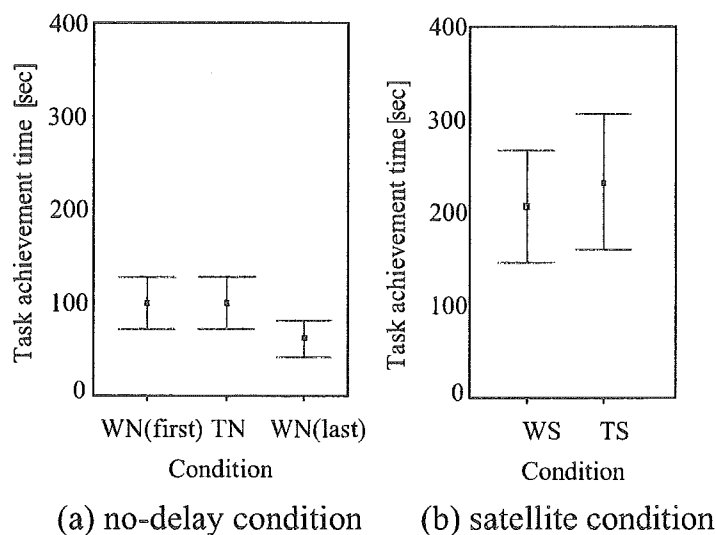 400
300
200
100
0
Task achievement time [sec]
WN(first) TN WN(last)
Condition
(a) no-delay condition
400
300
200
100
0
Task achievement time [sec]
WS TS
Condition
(b) satellite condition